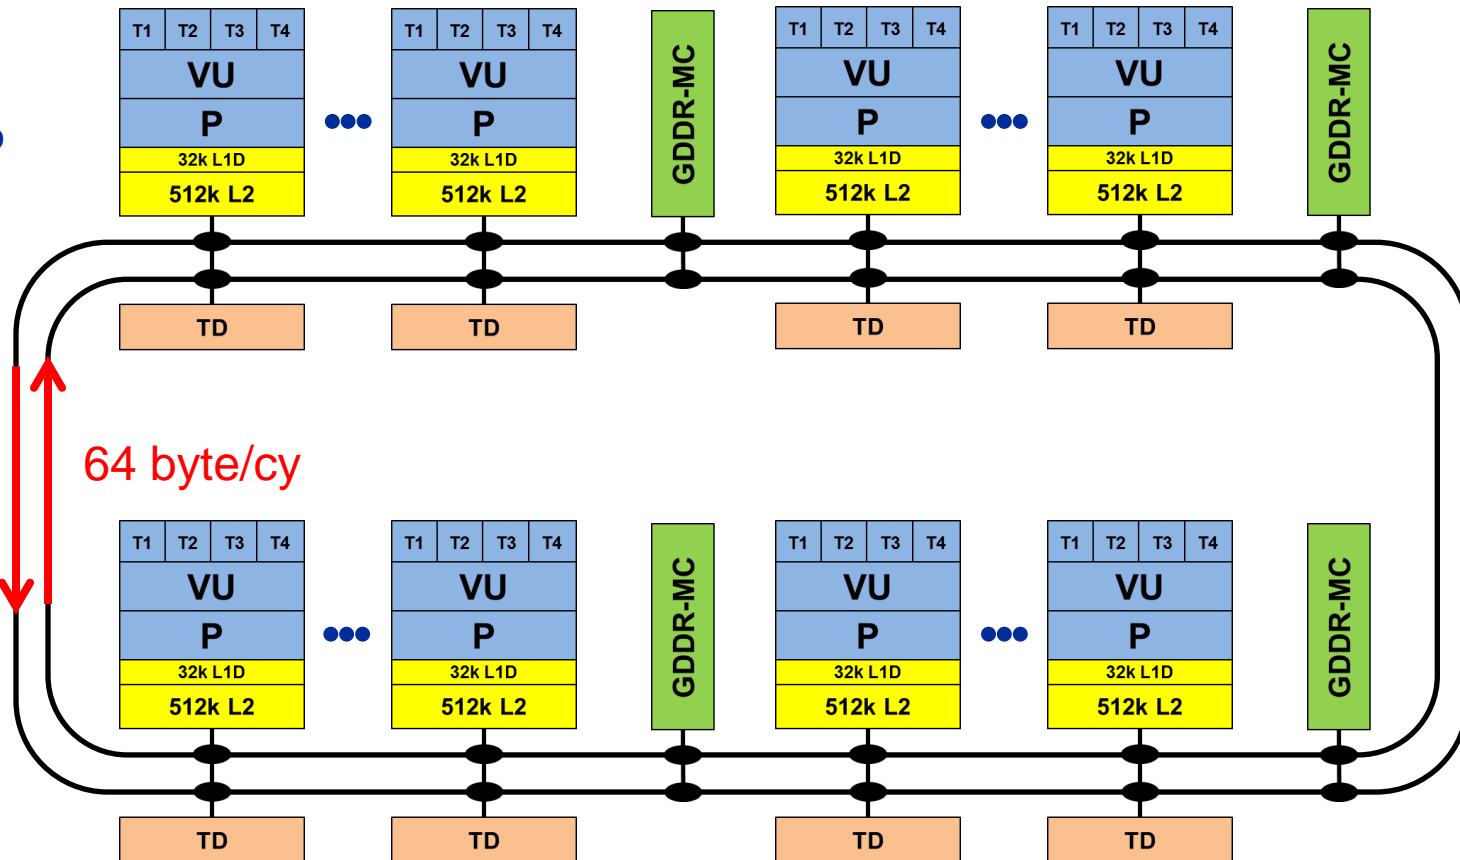 T1 T2 T3 T4 T1 T2 T3 T4 GDDR-MC T1 T2 T3 T4 T1 T2 T3 T4 GDDR-MC
VU VU VU VU
P P P P
32k L1D 32k L1D 32k L1D 32k L1D
512k L2 512k L2 512k L2 512k L2
TD TD TD TD
64 byte/cy
T1 T2 T3 T4 T1 T2 T3 T4 GDDR-MC T1 T2 T3 T4 T1 T2 T3 T4 GDDR-MC
VU VU VU VU
P P P P
32k L1D 32k L1D 32k L1D 32k L1D
512k L2 512k L2 512k L2 512k L2
TD TD TD TD